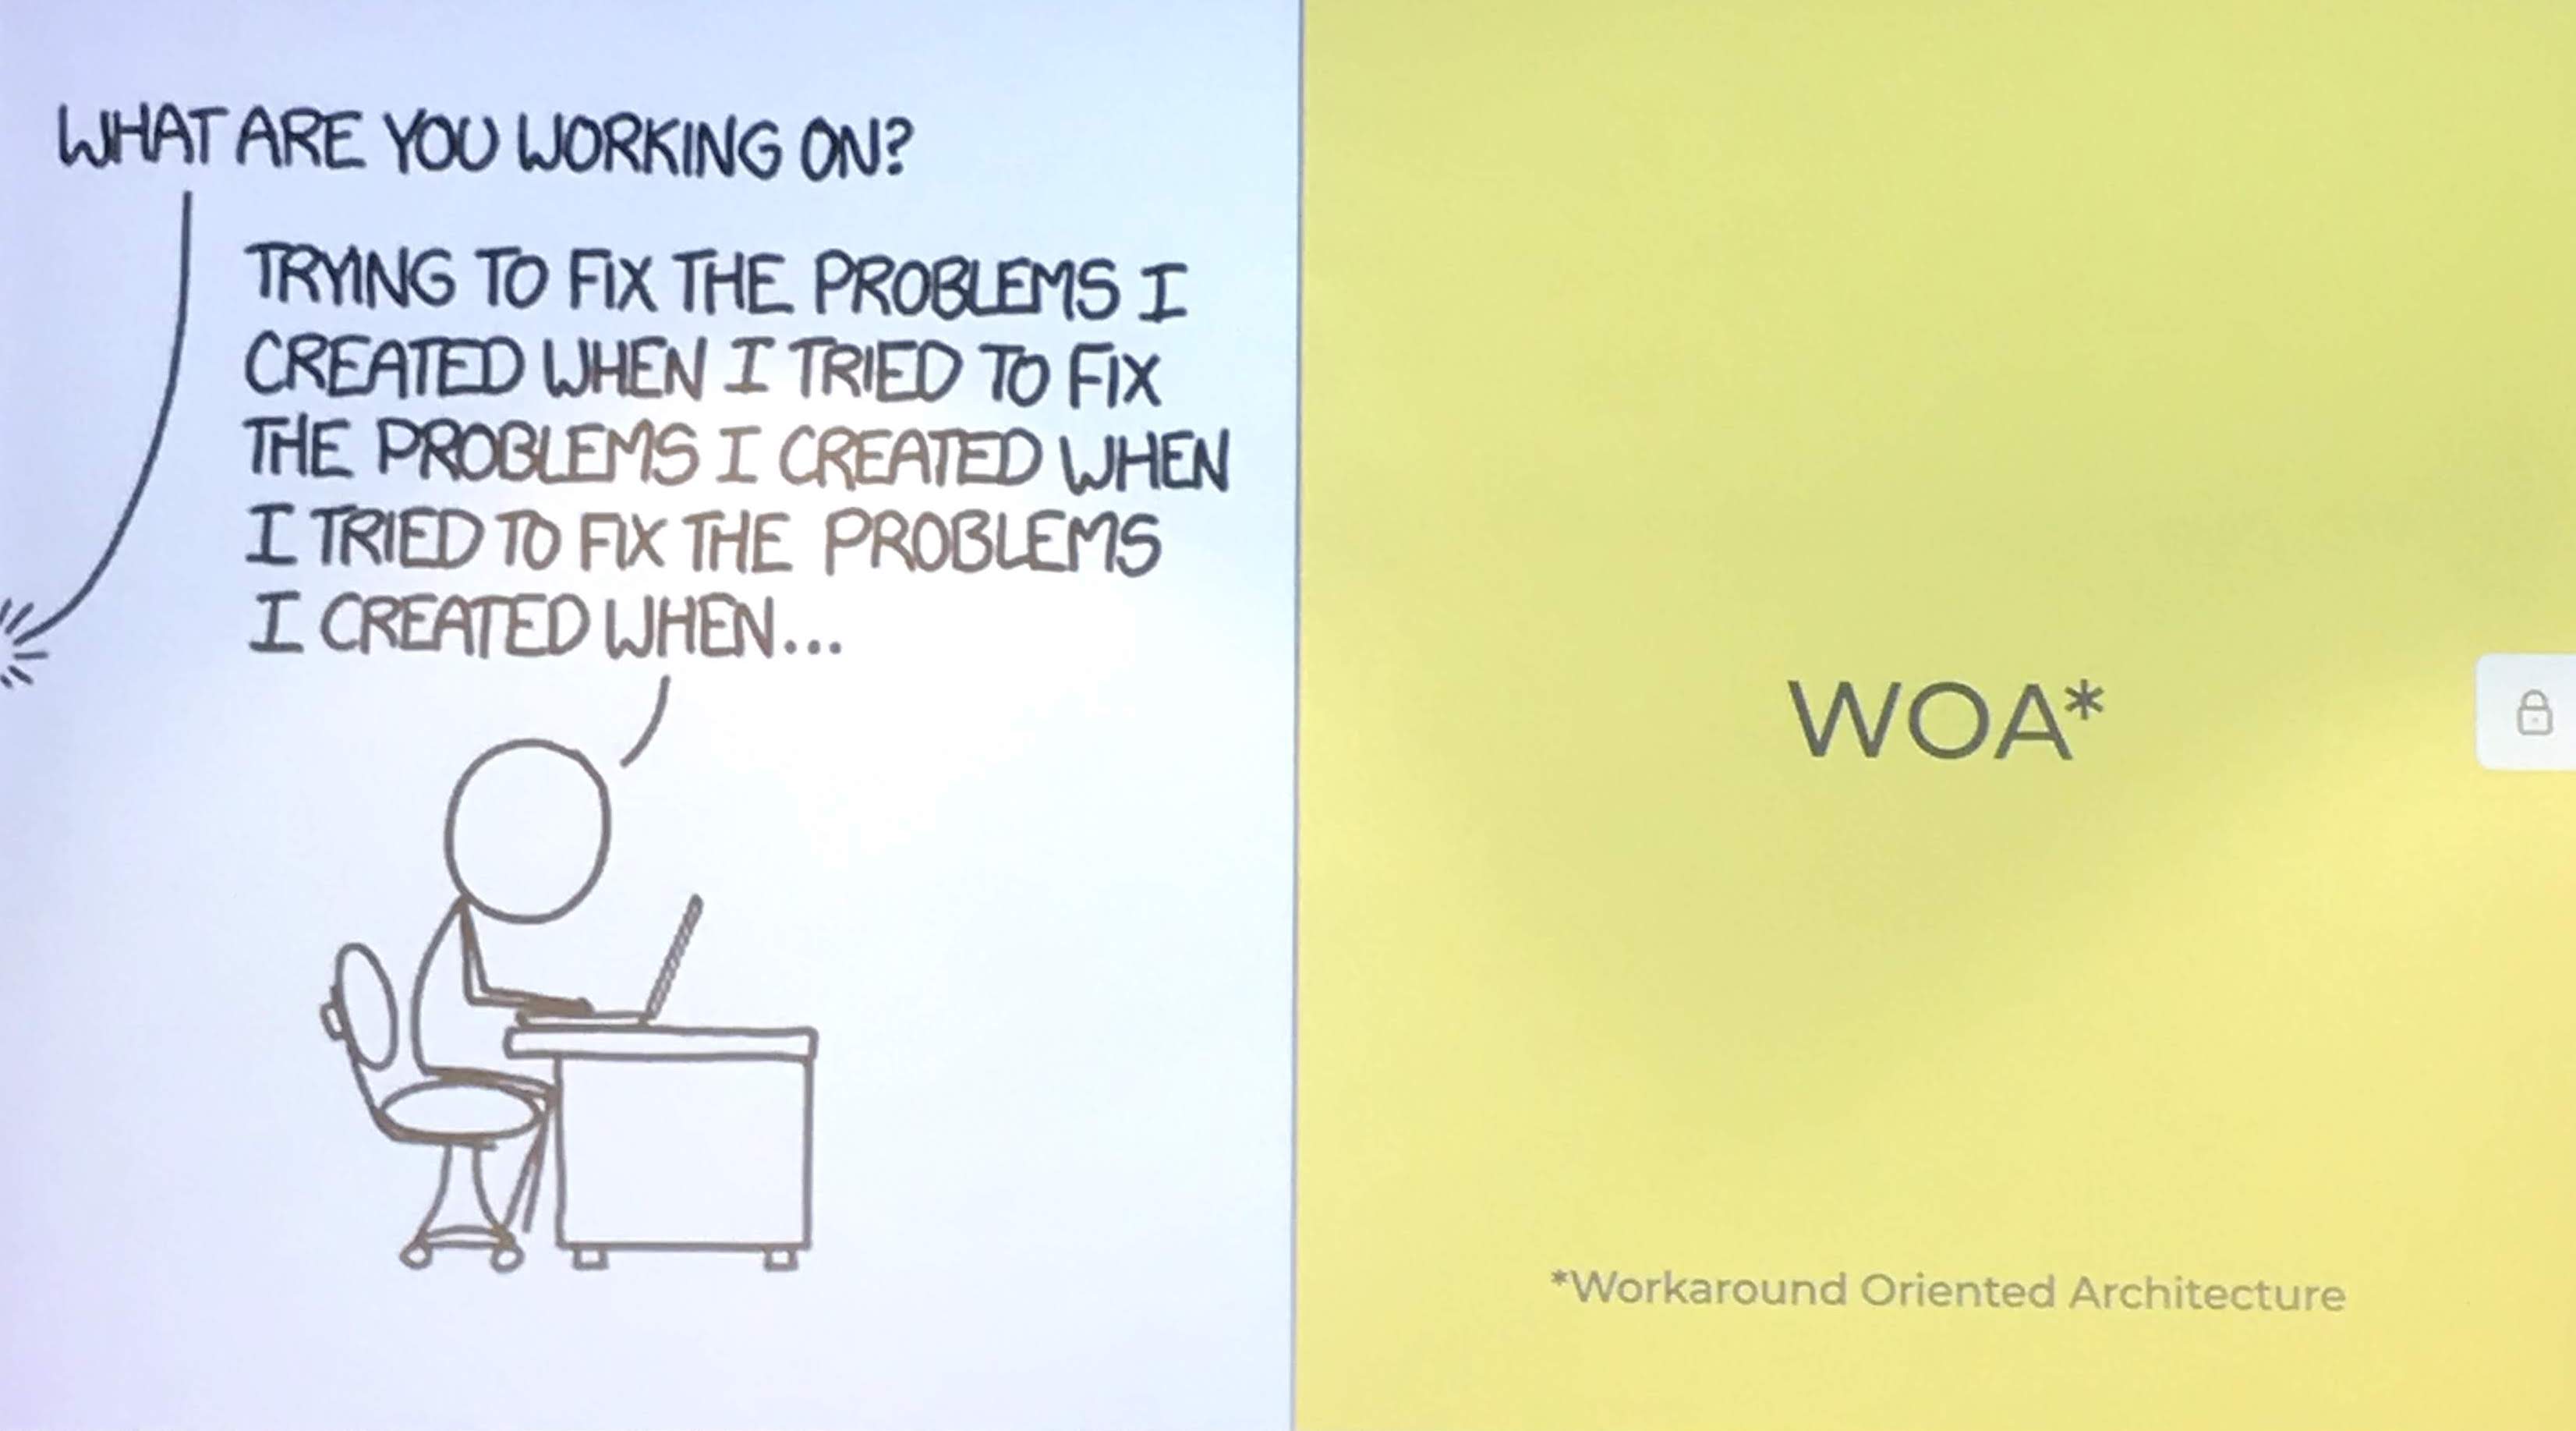 WHAT ARE YOU WORKING ON?
TRYING TO FIX THE PROBLEMS I
CREATED WHEN I TRIED TO FIX
THE PROBLEMS I CREATED WHEN
I TRIED TO FIX THE PROBLEMS
I CREATED WHEN...
WOA*
*Workaround Oriented Architecture